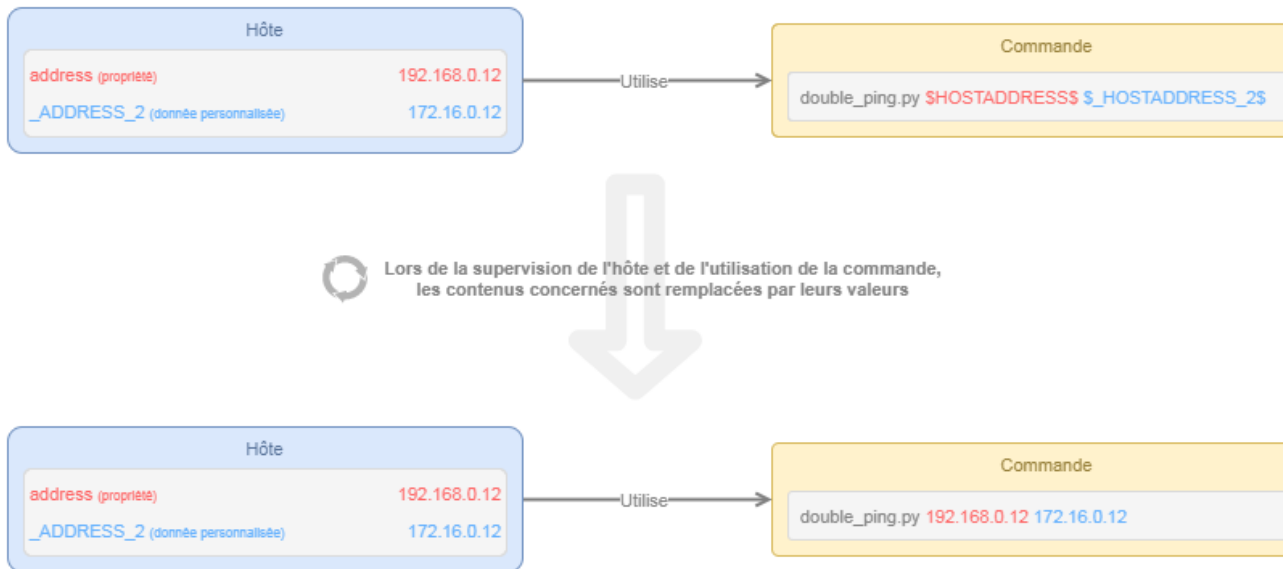 Hôte
address (propriété) 192.168.0.12
_ADDRESS_2 (donnée personnalisée) 172.16.0.12
Utilise
Commande
double_ping.py $HOSTADDRESS$ $_HOSTADDRESS_2$
Lors de la supervision de l'hôte et de l'utilisation de la commande,
les contenus concernés sont remplacées par leurs valeurs
Hôte
address (propriété) 192.168.0.12
_ADDRESS_2 (donnée personnalisée) 172.16.0.12
Utilise
Commande
double_ping.py 192.168.0.12 172.16.0.12